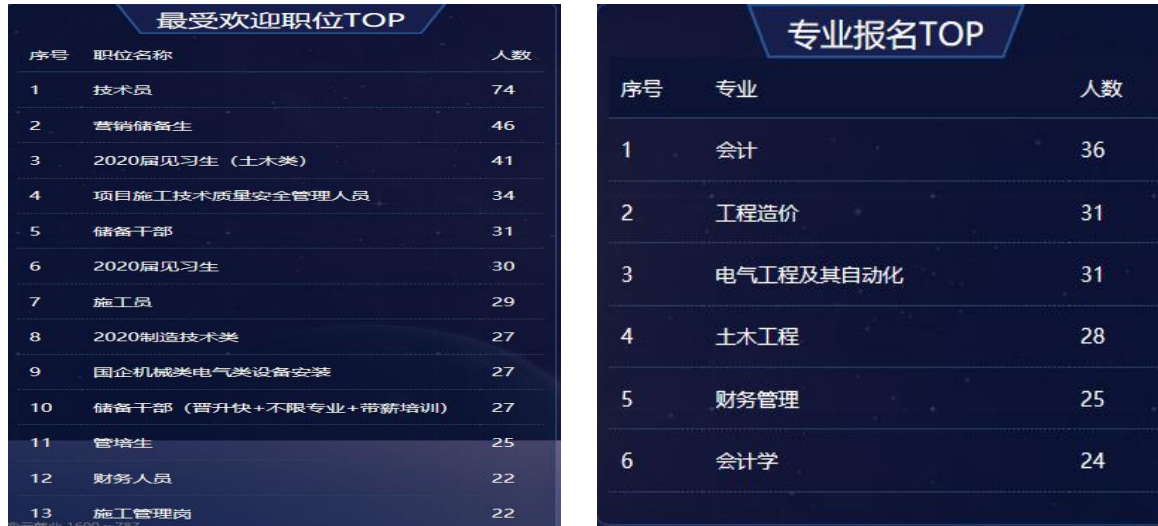 最受欢迎职位TOP
序号 职位名称 人数
1 技术员 74
2 营销储备生 46
3 2020届见习生（土木类） 41
4 项目施工技术质量安全管理人员 34
5 储备干部 31
6 2020届见习生 30
7 施工员 29
8 2020制造技术类 27
9 国企机械类电气类设备安装 27
10 储备干部（晋升快+不限专业+带薪培训） 27
11 管培生 25
12 财务人员 22
13 施工管理岗 22
专业报名TOP
序号 专业 人数
1 会计 36
2 工程造价 31
3 电气工程及其自动化 31
4 土木工程 28
5 财务管理 25
6 会计学 24